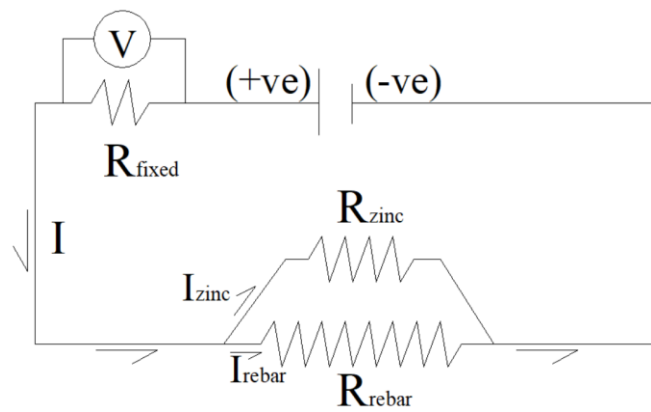 V
(+ve) (-ve)
Rfixed
Rzinc
I
Izinc
Irebar
Rrebar